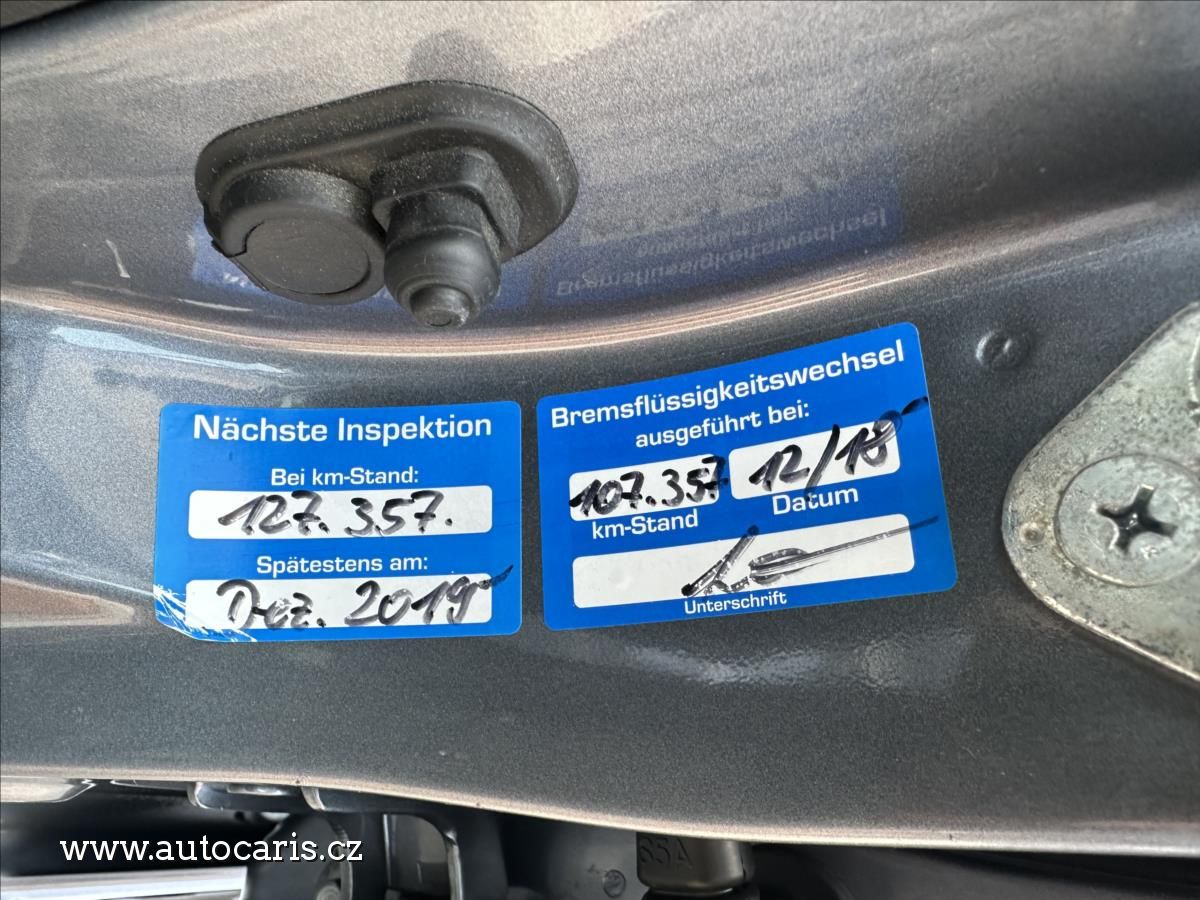 Nächste Inspektion
Bei km-Stand:
127.357.
Spätestens am:
Dez. 2019
Bremsflüssigkeitswechsel
ausgeführt bei:
107.357 12/18
km-Stand Datum
Unterschrift
65A
www.autocaris.cz